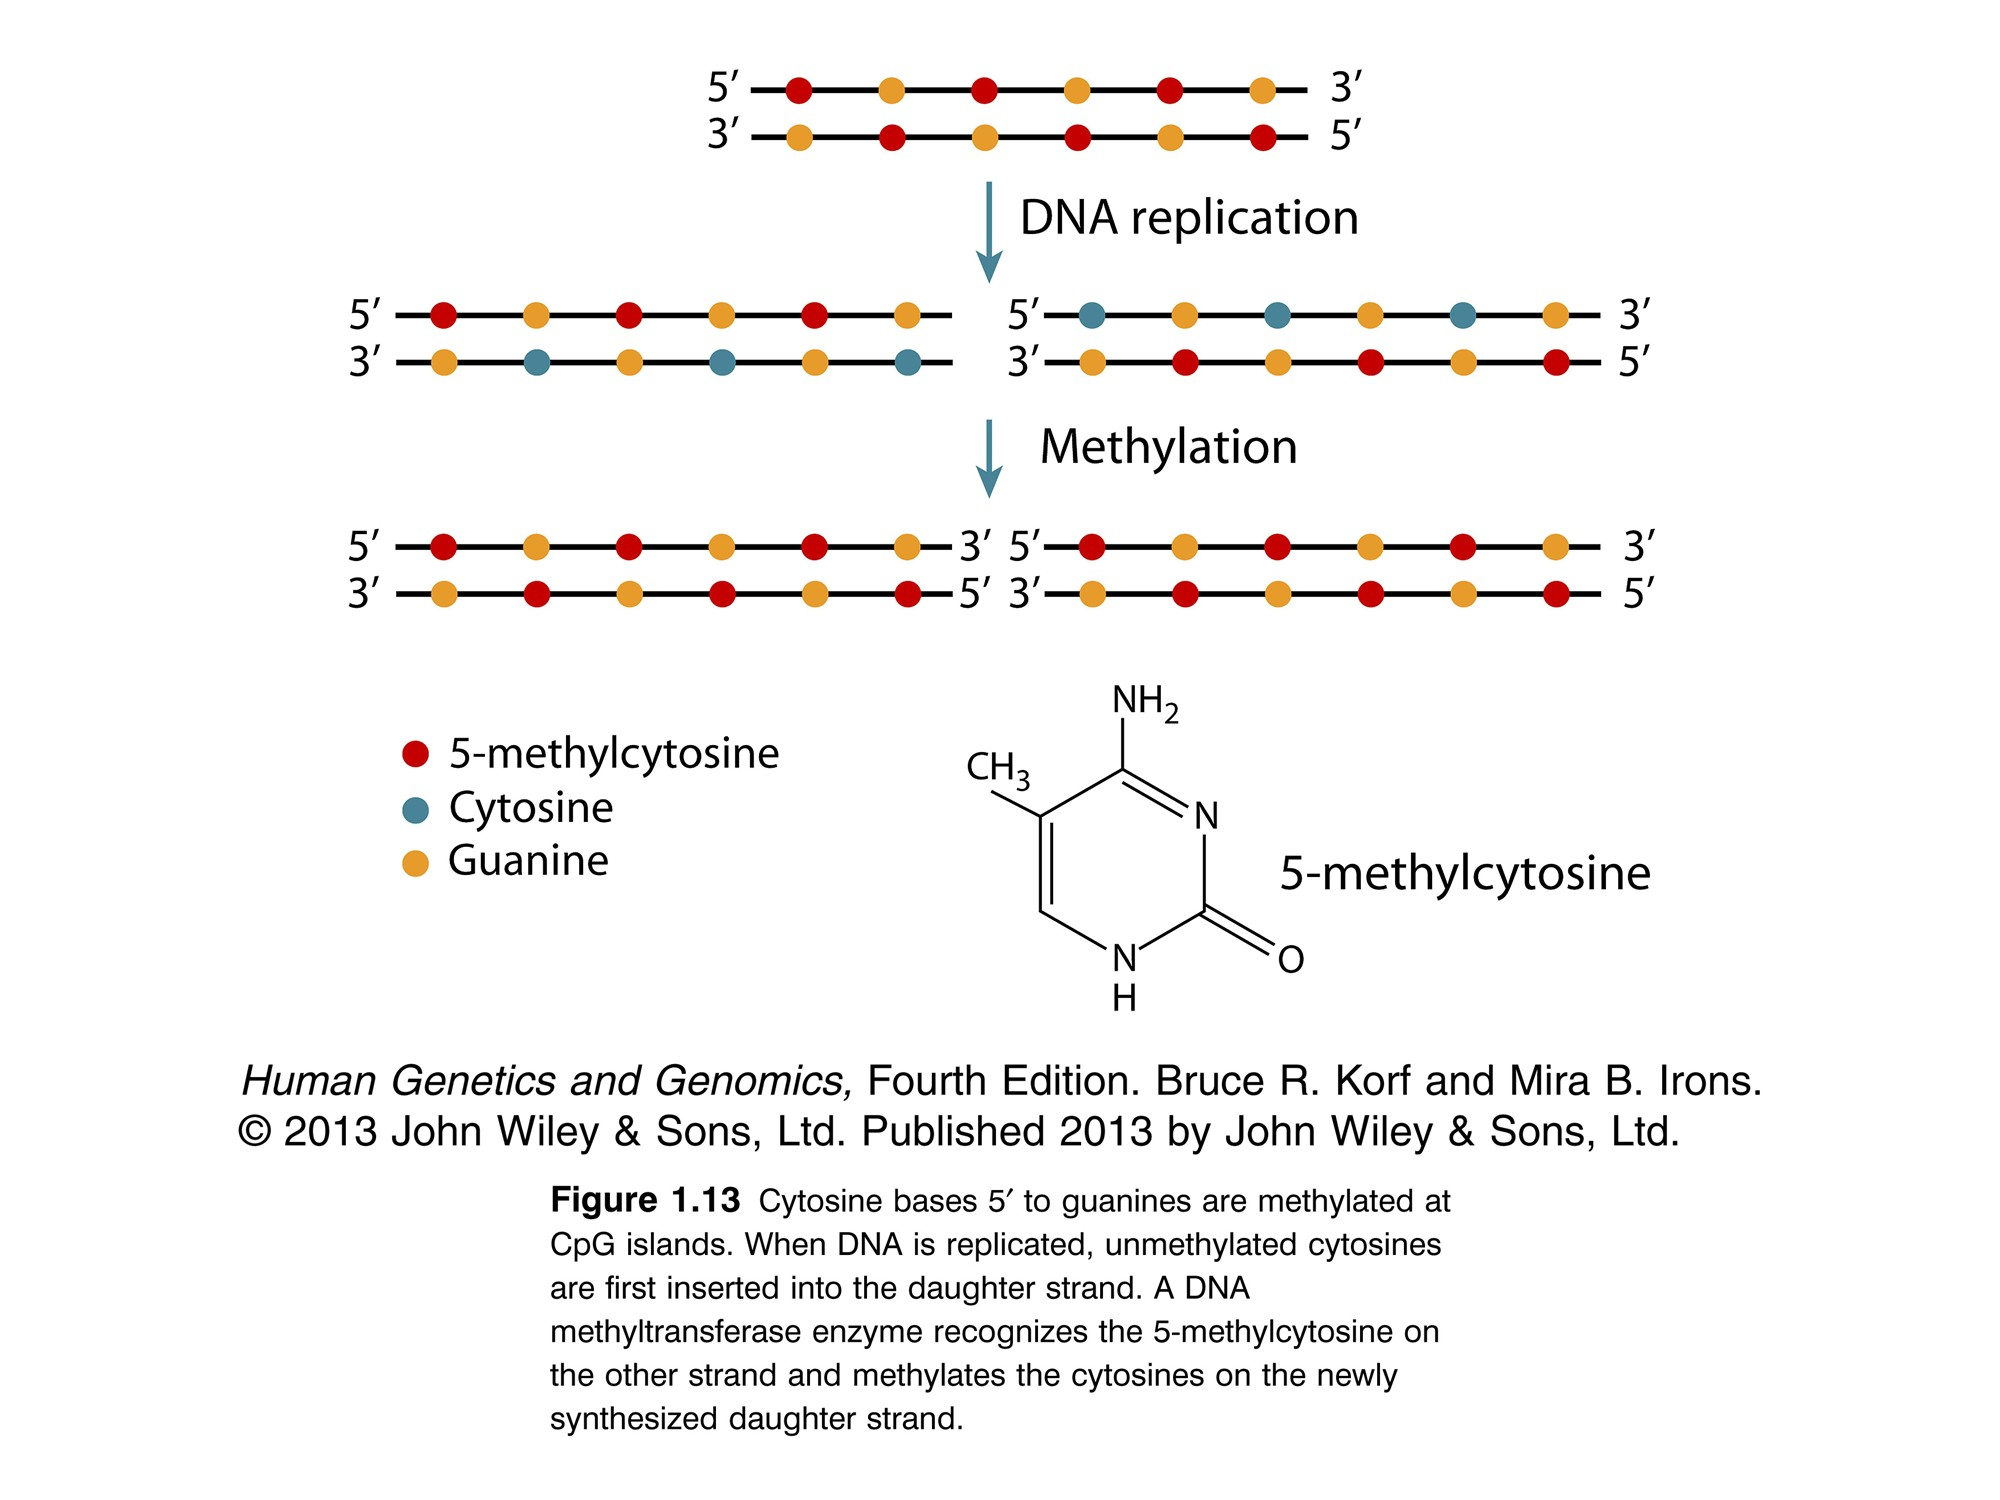 5′ 3′
3′ 5′
DNA replication
5′ 5′ 3′
3′ 3′ 5′
Methylation
5′ 3′ 5′ 3′
3′ 5′ 3′ 5′
5-methylcytosine
Cytosine
Guanine
NH2
CH3
N
5-methylcytosine
N
H
O
Human Genetics and Genomics, Fourth Edition. Bruce R. Korf and Mira B. Irons.
© 2013 John Wiley & Sons, Ltd. Published 2013 by John Wiley & Sons, Ltd.
Figure 1.13 Cytosine bases 5′ to guanines are methylated at
CpG islands. When DNA is replicated, unmethylated cytosines
are first inserted into the daughter strand. A DNA
methyltransferase enzyme recognizes the 5-methylcytosine on
the other strand and methylates the cytosines on the newly
synthesized daughter strand.